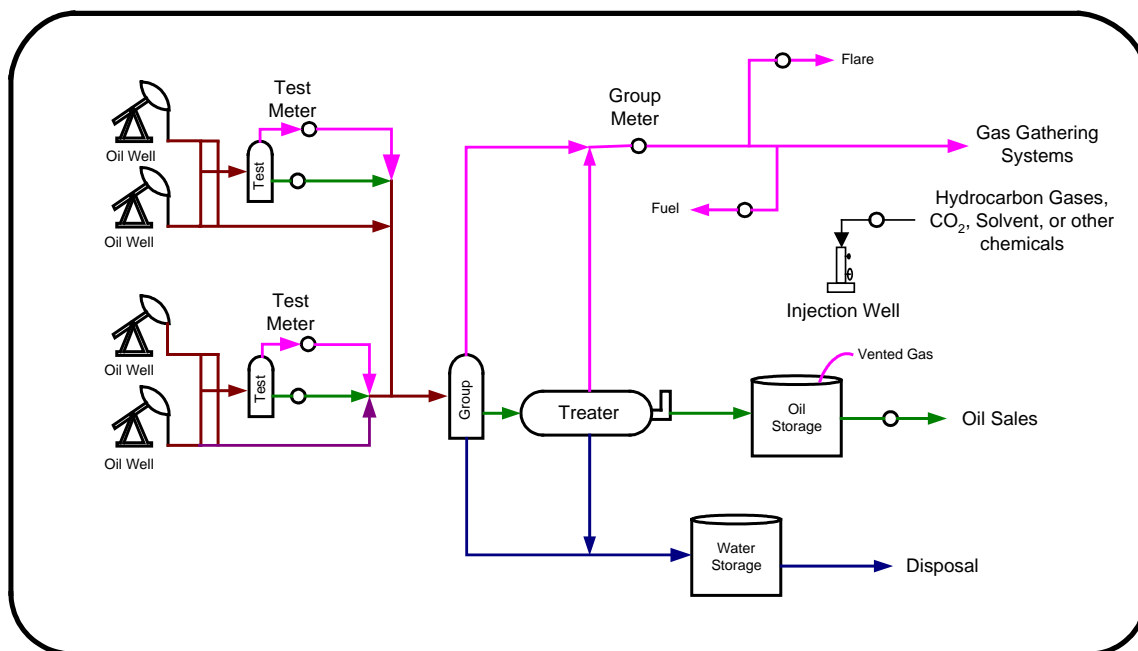 Flare
Test
Meter
Group
Meter
Gas Gathering
Systems
Oil Well
Test
Fuel
Hydrocarbon Gases,
CO2, Solvent, or other
chemicals
Oil Well
Injection Well
Test
Meter
Vented Gas
Oil Well
Test
Group
Treater
Oil
Storage
Oil Sales
Oil Well
Water
Storage
Disposal